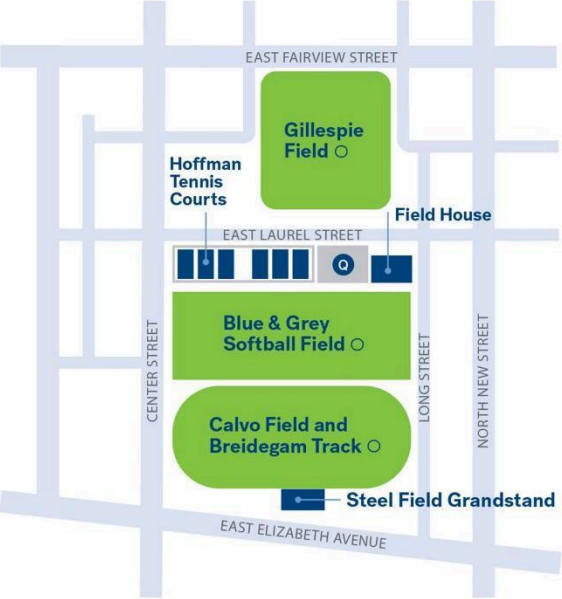 EAST FAIRVIEW STREET
Gillespie
Field
Hoffman
Tennis
Courts
Field House
EAST LAUREL STREET
Q
Blue & Grey
Softball Field
CENTER STREET
LONG STREET
NORTH NEW STREET
Calvo Field and
Breidegam Track
Steel Field Grandstand
EAST ELIZABETH AVENUE